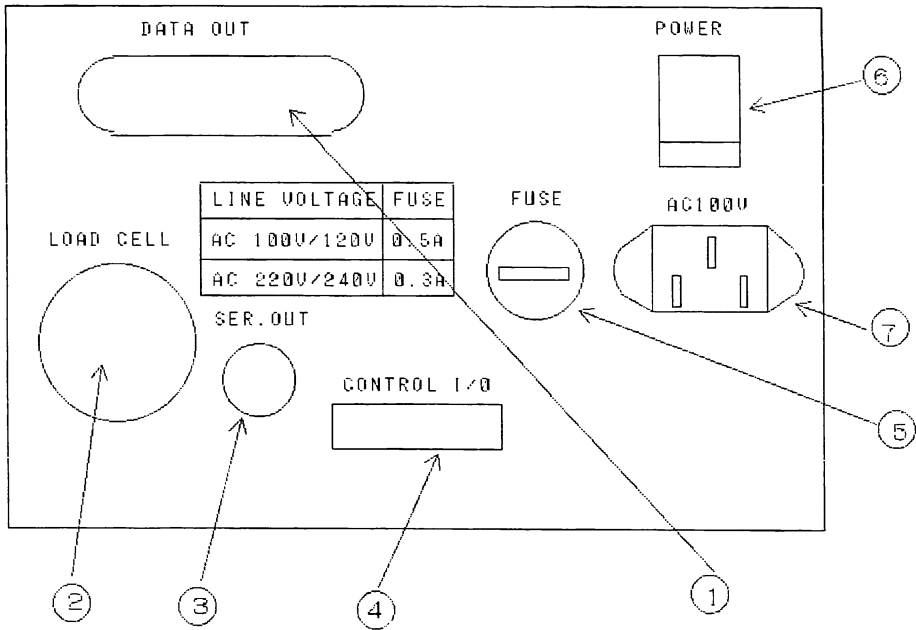 DATA OUT
POWER
⑥
LINE VOLTAGE FUSE
AC 100V/120V 0.5A
AC 220V/240V 0.3A
FUSE
AC100V
LOAD CELL
SER.OUT
⑦
CONTROL I/O
⑤
②
③
④
①